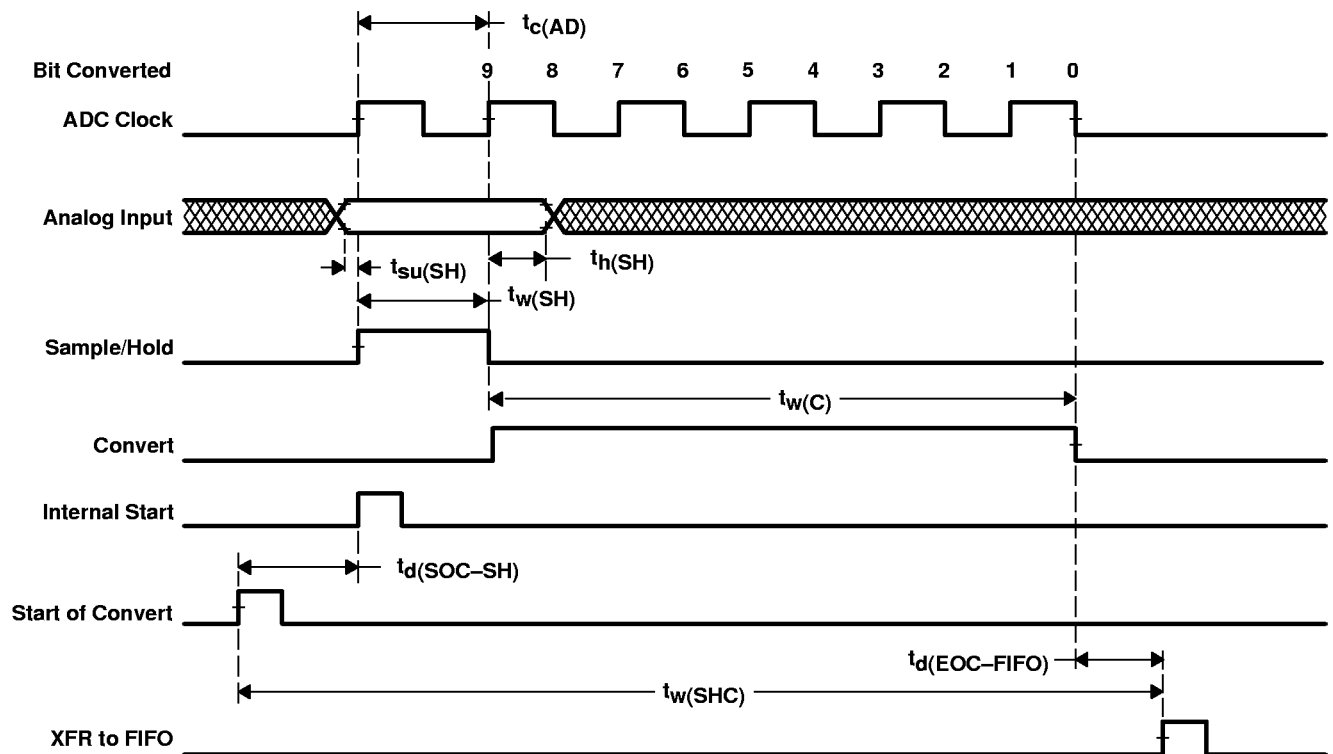 tc(AD)
Bit Converted 9 8 7 6 5 4 3 2 1 0
ADC Clock
Analog Input
tsu(SH) th(SH)
tw(SH)
Sample/Hold
tw(C)
Convert
Internal Start
td(SOC–SH)
Start of Convert
td(EOC–FIFO)
tw(SHC)
XFR to FIFO